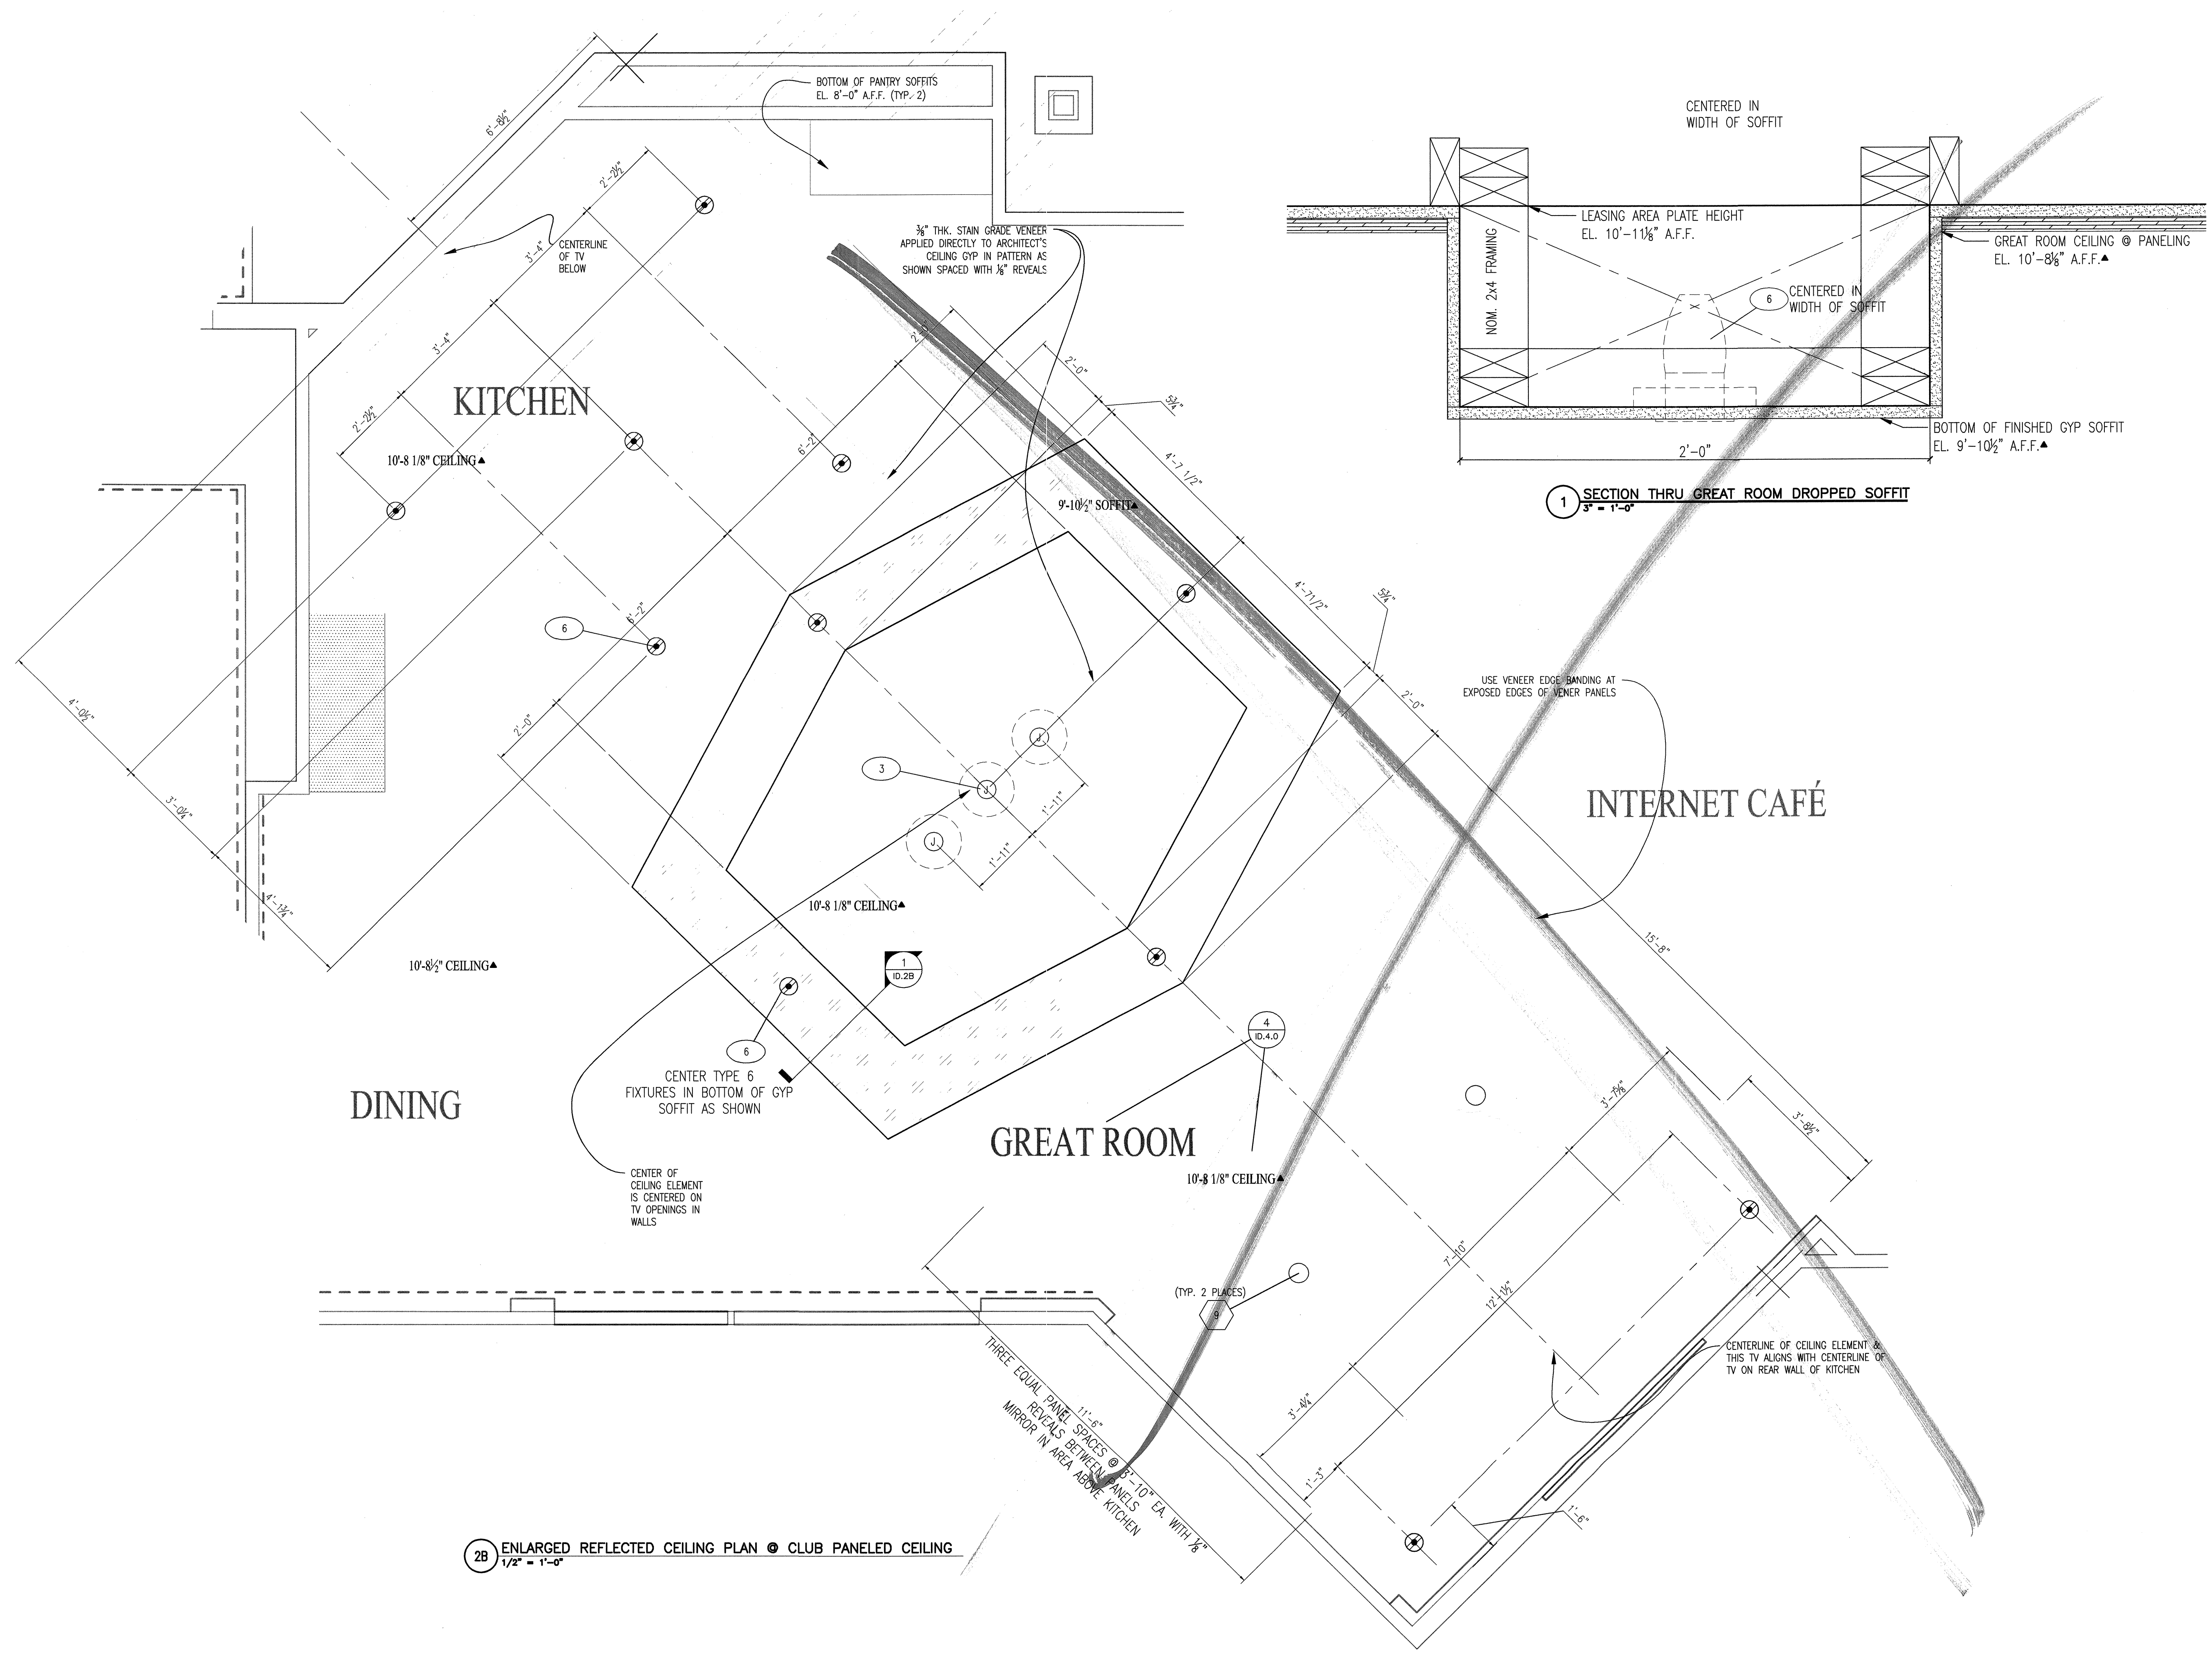 BOTTOM OF PANTRY SOFFITS
EL. 8'-0" A.F.F. (TYP. 2)
6'-8½"
2'-2½"
3'-4"
3'-4"
2'-2½"
CENTERLINE
OF TV
BELOW
⅜" THK. STAIN GRADE VENEER
APPLIED DIRECTLY TO ARCHITECT'S
CEILING GYP IN PATTERN AS
SHOWN SPACED WITH ⅛" REVEALS
KITCHEN
10'-8 1/8" CEILING
2'-0"
5¾"
4'-7 1/2"
6'-2"
9'-10½" SOFFIT
6
6'-2"
2'-0"
4'-71/2"
5¾"
2'-0"
4'-0½"
3'-0¼"
4'-1¾"
3
J
J
J
1'-11"
1'-11"
10'-8 1/8" CEILING
10'-8½" CEILING
1
ID.2B
6
CENTER TYPE 6
FIXTURES IN BOTTOM OF GYP
SOFFIT AS SHOWN
DINING
CENTER OF
CEILING ELEMENT
IS CENTERED ON
TV OPENINGS IN
WALLS
4
ID.4.0
GREAT ROOM
10'-8 1/8" CEILING
(TYP. 2 PLACES)
9
CENTERED IN
WIDTH OF SOFFIT
LEASING AREA PLATE HEIGHT
EL. 10'-11⅛" A.F.F.
NOM. 2x4 FRAMING
GREAT ROOM CEILING @ PANELING
EL. 10'-8⅛" A.F.F.
6
CENTERED IN
WIDTH OF SOFFIT
BOTTOM OF FINISHED GYP SOFFIT
EL. 9'-10½" A.F.F.
2'-0"
1
SECTION THRU GREAT ROOM DROPPED SOFFIT
3" = 1'-0"
USE VENEER EDGE BANDING AT
EXPOSED EDGES OF VENER PANELS
INTERNET CAFÉ
15'-8"
3'-7⅝"
3'-8½"
7'-10"
12'-1½"
3'-4¼"
1'-3"
1'-6"
CENTERLINE OF CEILING ELEMENT &
THIS TV ALIGNS WITH CENTERLINE OF
TV ON REAR WALL OF KITCHEN
11'-6"
THREE EQUAL PANEL SPACES @ 3'-10" EA. WITH ⅛"
REVEALS BETWEEN PANELS
MIRROR IN AREA ABOVE KITCHEN
2B
ENLARGED REFLECTED CEILING PLAN @ CLUB PANELED CEILING
1/2" = 1'-0"